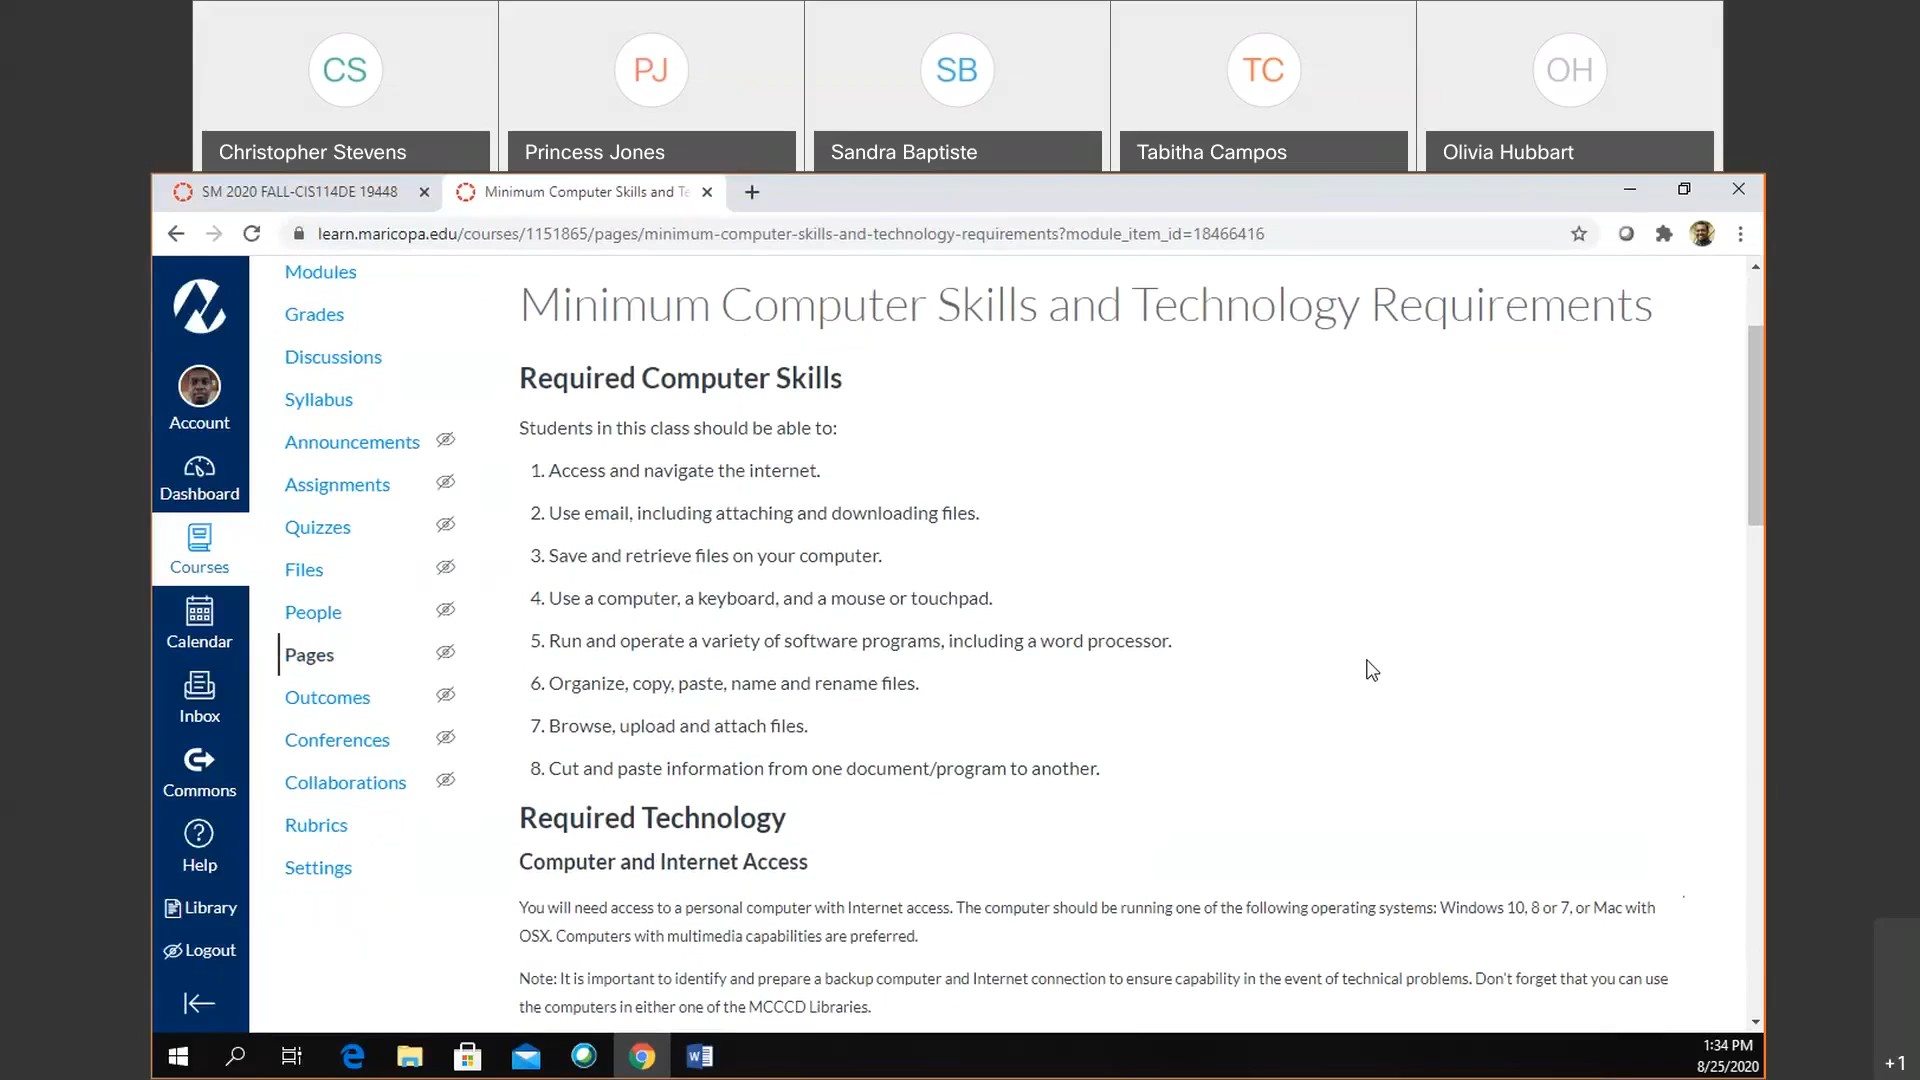 CS
PJ
SB
TC
OH
Christopher Stevens
Princess Jones
Sandra Baptiste
Tabitha Campos
Olivia Hubbart
SM 2020 FALL-CIS114DE 19448
Minimum Computer Skills and Te
learn.maricopa.edu/courses/1151865/pages/minimum-computer-skills-and-technology-requirements?module_item_id=18466416
Account
Dashboard
Courses
Calendar
Inbox
Commons
Help
Library
Logout
Modules
Grades
Discussions
Syllabus
Announcements
Assignments
Quizzes
Files
People
Pages
Outcomes
Conferences
Collaborations
Rubrics
Settings
Minimum Computer Skills and Technology Requirements
Required Computer Skills
Students in this class should be able to:
1. Access and navigate the internet.
2. Use email, including attaching and downloading files.
3. Save and retrieve files on your computer.
4. Use a computer, a keyboard, and a mouse or touchpad.
5. Run and operate a variety of software programs, including a word processor.
6. Organize, copy, paste, name and rename files.
7. Browse, upload and attach files.
8. Cut and paste information from one document/program to another.
Required Technology
Computer and Internet Access
You will need access to a personal computer with Internet access. The computer should be running one of the following operating systems: Windows 10, 8 or 7, or Mac with
OSX. Computers with multimedia capabilities are preferred.
Note: It is important to identify and prepare a backup computer and Internet connection to ensure capability in the event of technical problems. Don't forget that you can use
the computers in either one of the MCCCD Libraries.
1:34 PM
8/25/2020
+1